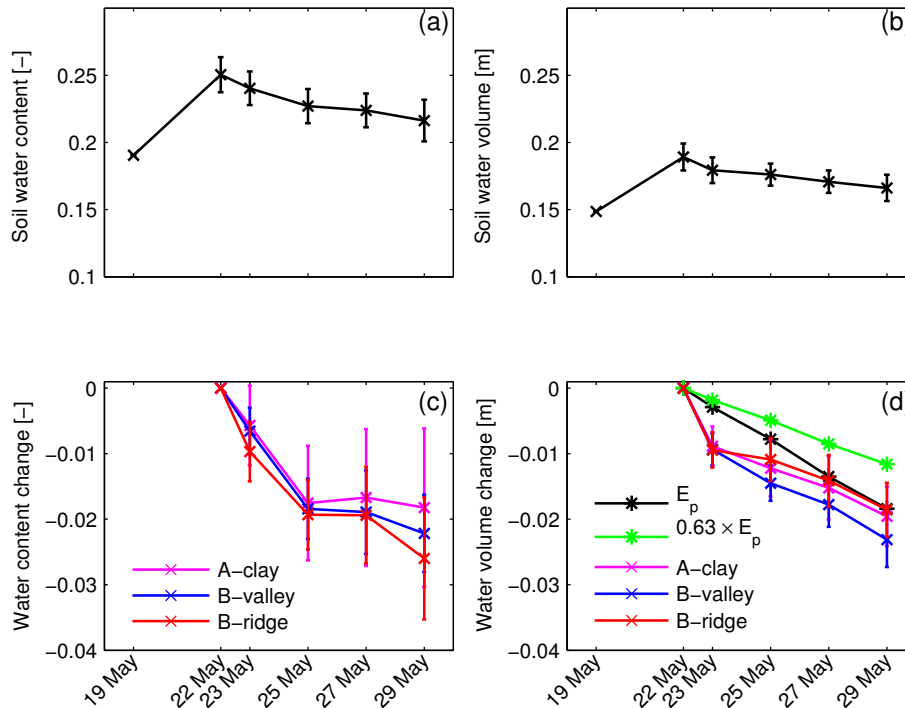 (a)
Soil water content [−]
0.25
0.2
0.15
0.1
(b)
Soil water volume [m]
0.25
0.2
0.15
0.1
(c)
Water content change [−]
0
−0.01
−0.02
−0.03
−0.04
A−clay
B−valley
B−ridge
19 May
22 May
23 May
25 May
27 May
29 May
(d)
Water volume change [m]
0
−0.01
−0.02
−0.03
−0.04
E_p
0.63 × E_p
A−clay
B−valley
B−ridge
19 May
22 May
23 May
25 May
27 May
29 May